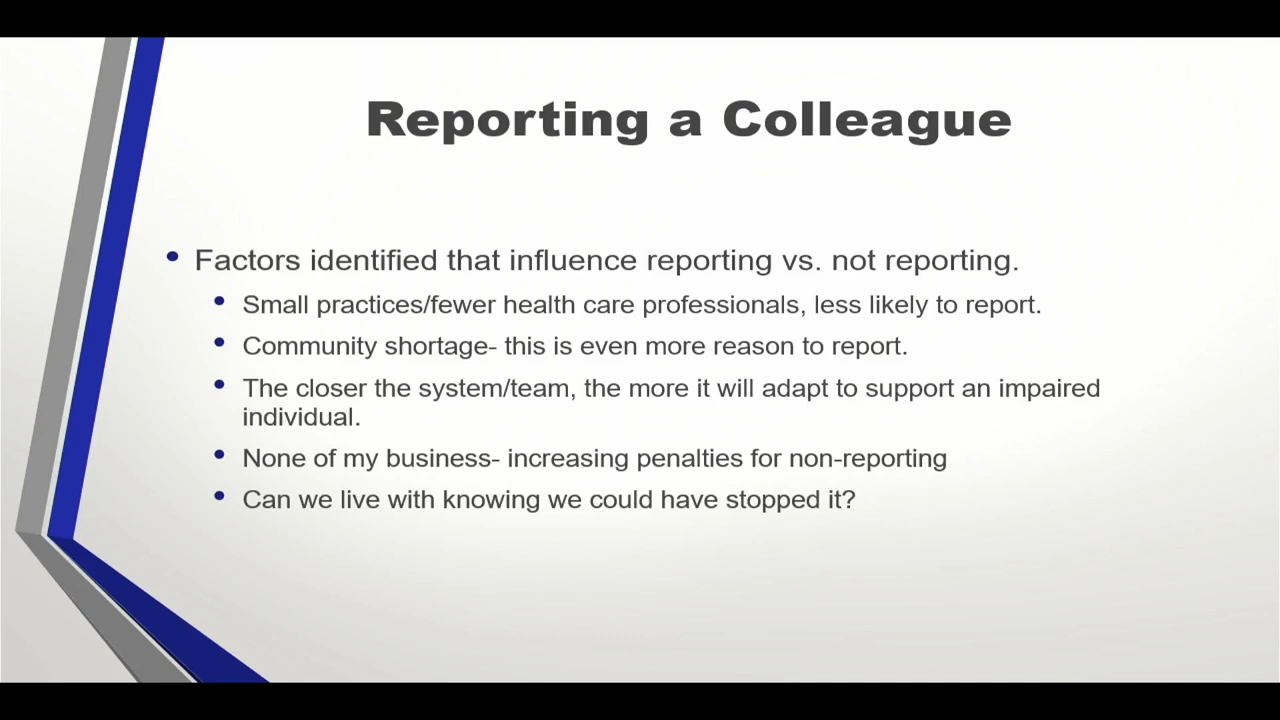 Reporting a Colleague
• Factors identified that influence reporting vs. not reporting.
• Small practices/fewer health care professionals, less likely to report.
• Community shortage- this is even more reason to report.
• The closer the system/team, the more it will adapt to support an impaired
individual.
• None of my business- increasing penalties for non-reporting
• Can we live with knowing we could have stopped it?